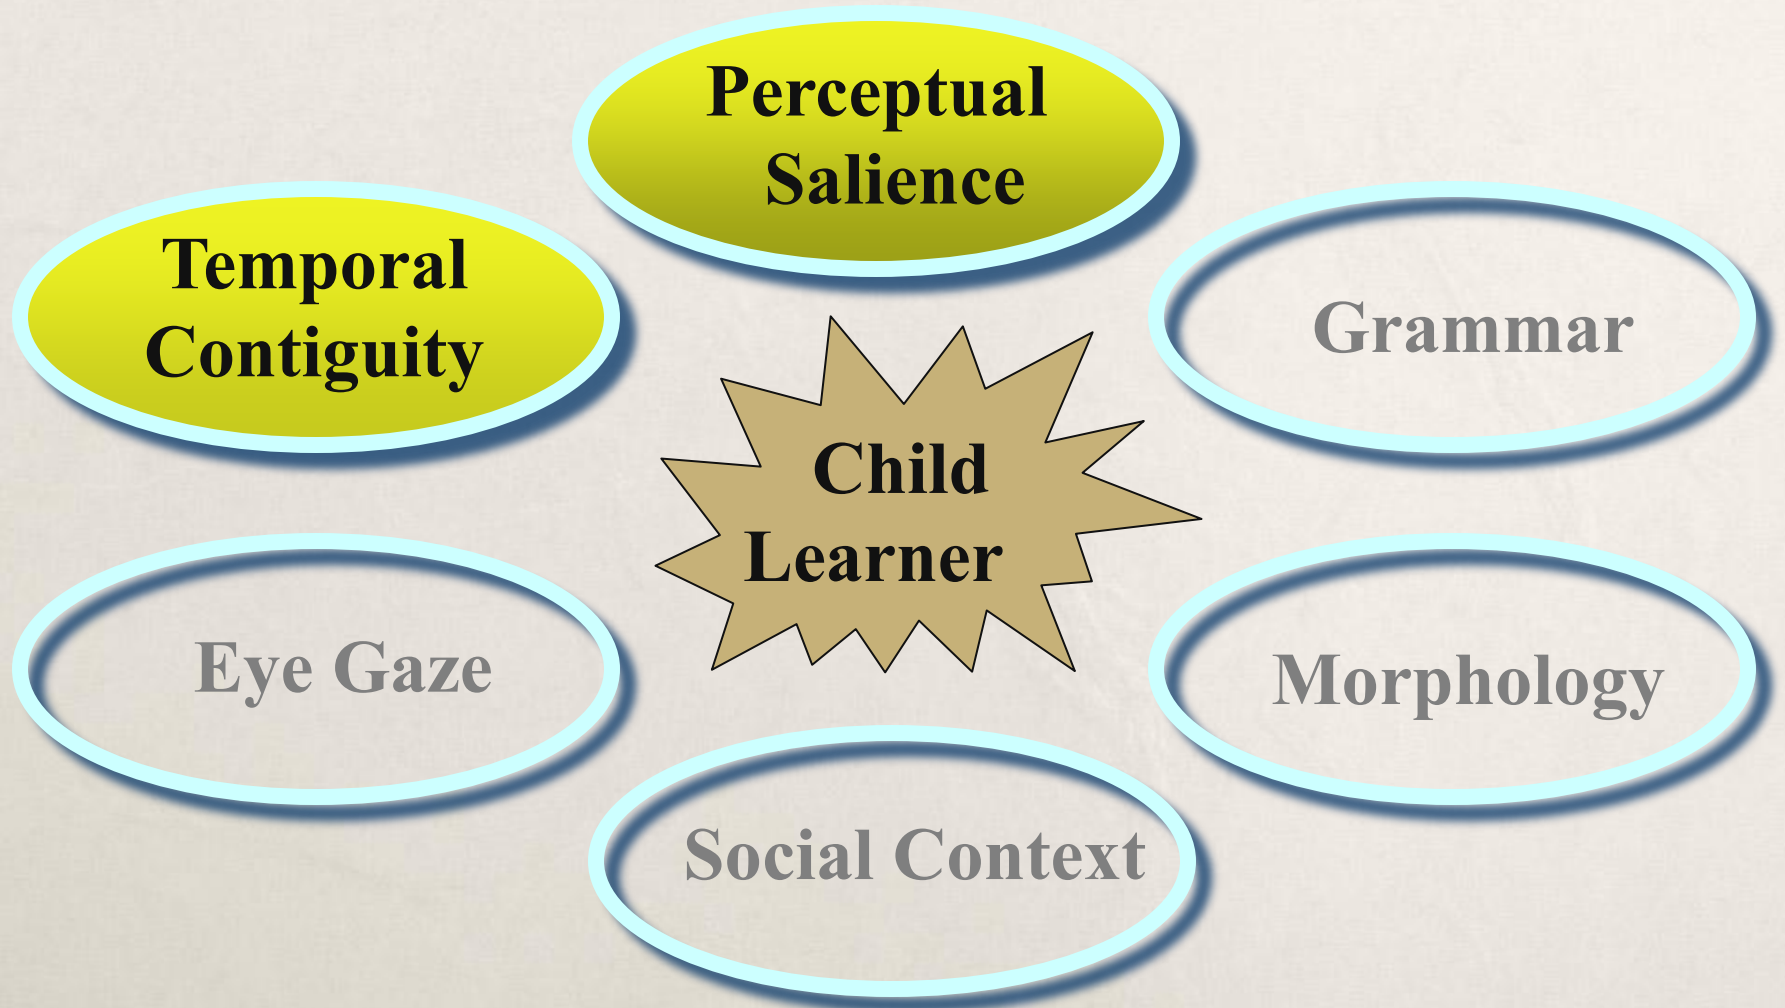 Perceptual
Salience
Temporal
Contiguity
Grammar
Child
Learner
Eye Gaze
Morphology
Social Context